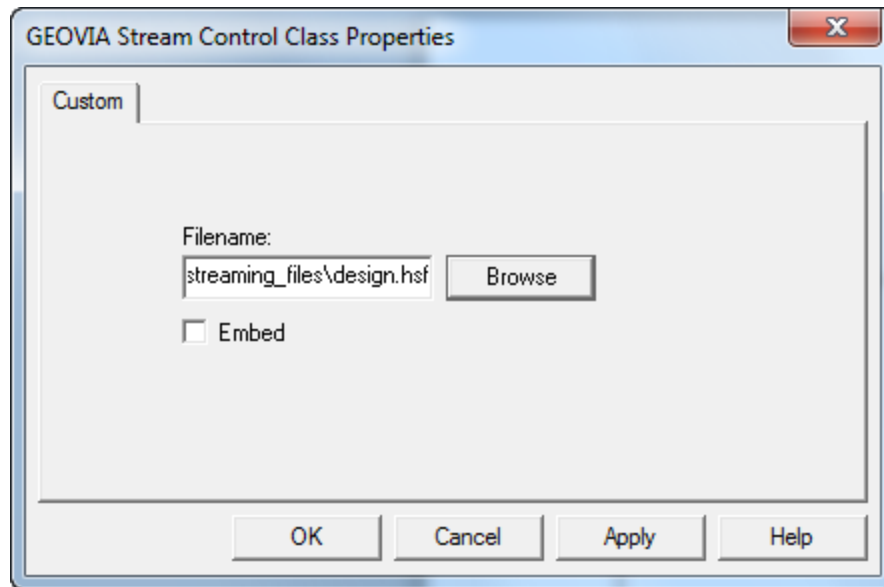 GEOVIA Stream Control Class Properties
Custom
Filename:
streaming_files\design.hsf
Browse
Embed
OK
Cancel
Apply
Help